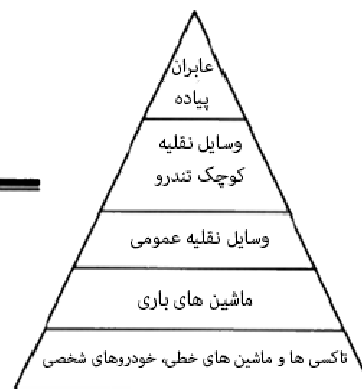 عابران
پیاده
وسایل نقلیه
کوچک تندرو
وسایل نقلیه عمومی
ماشین های باری
تاکسی ها و ماشین های خطی، خودروهای شخصی